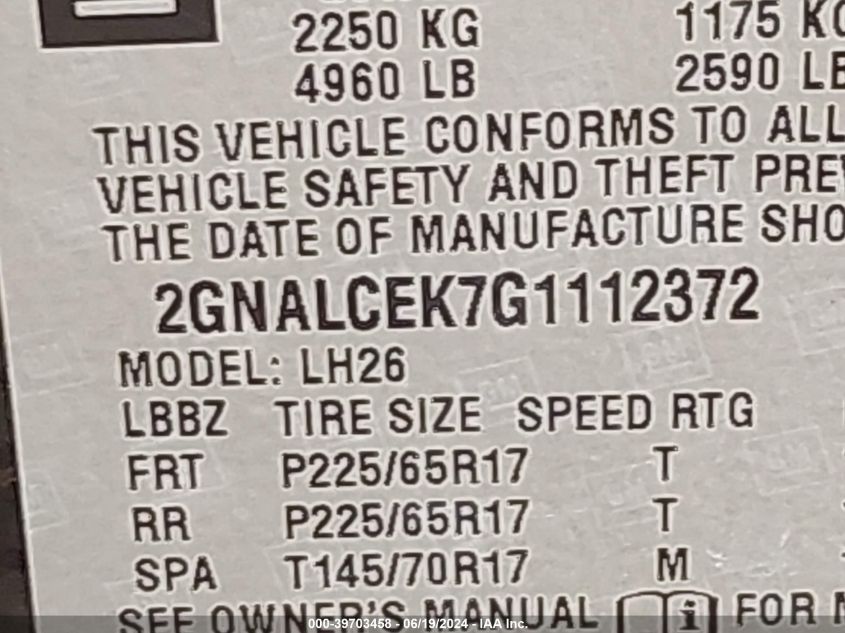 2250 KG 1175 KG
4960 LB 2590 LB
THIS VEHICLE CONFORMS TO ALL
VEHICLE SAFETY AND THEFT PREV
THE DATE OF MANUFACTURE SHO
2GNALCEK7G1112372
MODEL: LH26
LBBZ TIRE SIZE SPEED RTG
FRT P225/65R17 T
RR P225/65R17 T
SPA T145/70R17 M
SEE OWNER'S MANUAL i FOR
000-39703458 - 06/19/2024 - IAA Inc.